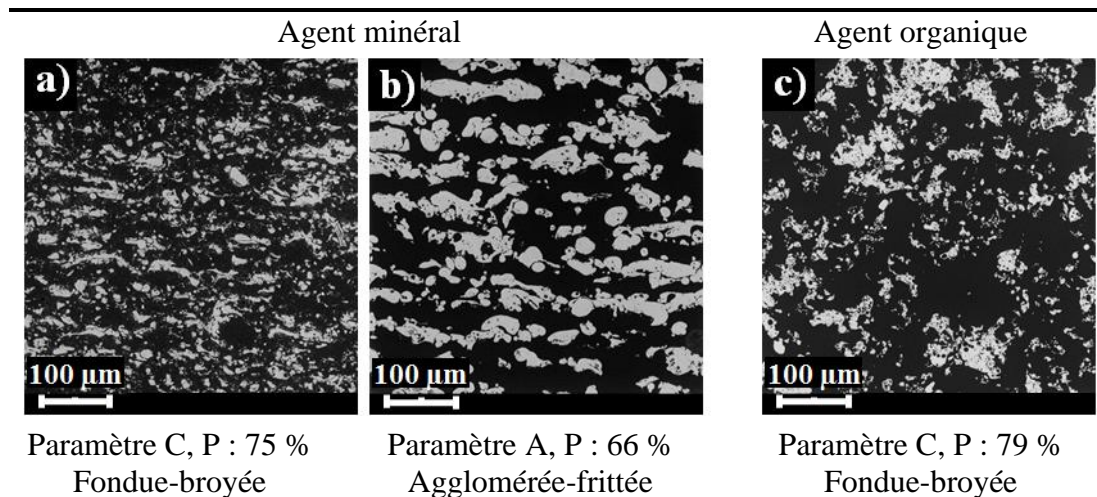 Agent minéral
Agent organique
a)
b)
c)
100 µm
100 µm
100 µm
Paramètre C, P : 75 %
Fondue-broyée
Paramètre A, P : 66 %
Agglomérée-frittée
Paramètre C, P : 79 %
Fondue-broyée